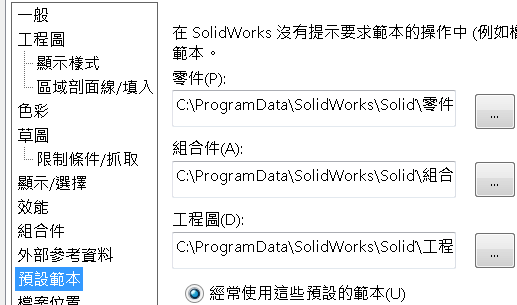 一般
工程圖
顯示樣式
區域剖面線/填入
色彩
草圖
限制條件/抓取
顯示/選擇
效能
組合件
外部參考資料
預設範本
檔案位置
在 SolidWorks 沒有提示要求範本的操作中 (例如
範本。
零件(P):
C:\ProgramData\SolidWorks\Solid\零件
...
組合件(A):
C:\ProgramData\SolidWorks\Solid\組合
...
工程圖(D):
C:\ProgramData\SolidWorks\Solid\工程
...
經常使用這些預設的範本(U)